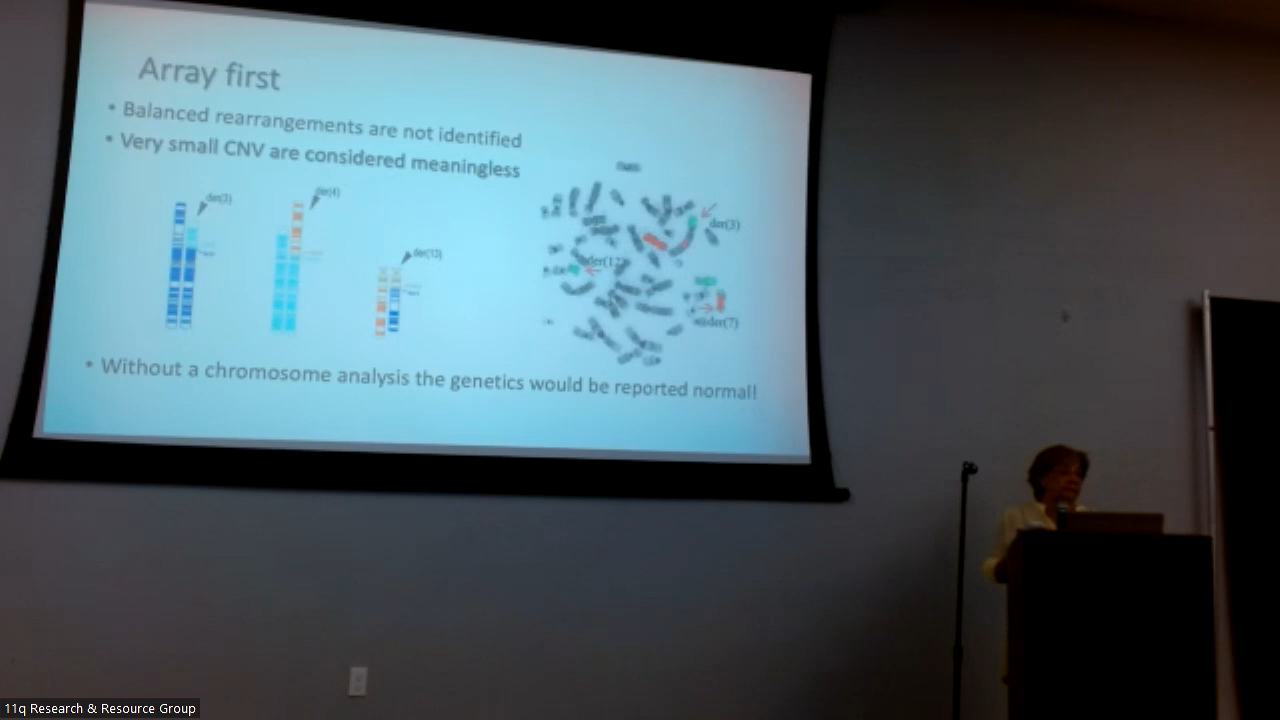 Array first
• Balanced rearrangements are not identified
• Very small CNV are considered meaningless
der(3)
der(4)
der(13)
der(3)
der(12)
der(7)
• Without a chromosome analysis the genetics would be reported normal!
11q Research & Resource Group